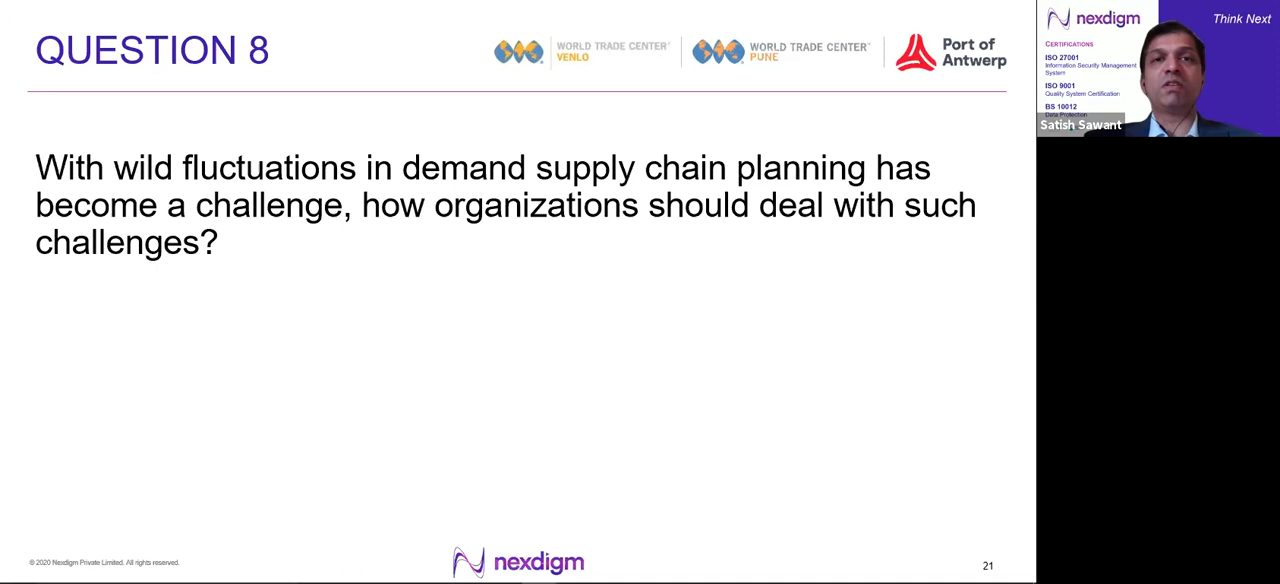 QUESTION 8
WORLD TRADE CENTER
VENLO
WORLD TRADE CENTER
PUNE
Port of
Antwerp
With wild fluctuations in demand supply chain planning has
become a challenge, how organizations should deal with such
challenges?
© 2020 Nexdigm Private Limited. All rights reserved.
nexdigm
21
nexdigm
Think Next
CERTIFICATIONS
ISO 27001
Information Security Management
System
ISO 9001
Quality System Certification
BS 10012
Data Protection
Satish Sawant